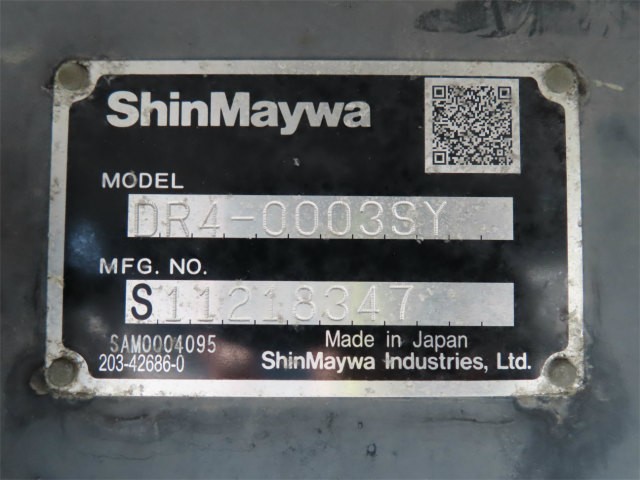 ShinMaywa
MODEL
DR4-0003SY
MFG. NO.
S11218347
SAM0004095
203-42686-0
Made in Japan
ShinMaywa Industries, Ltd.